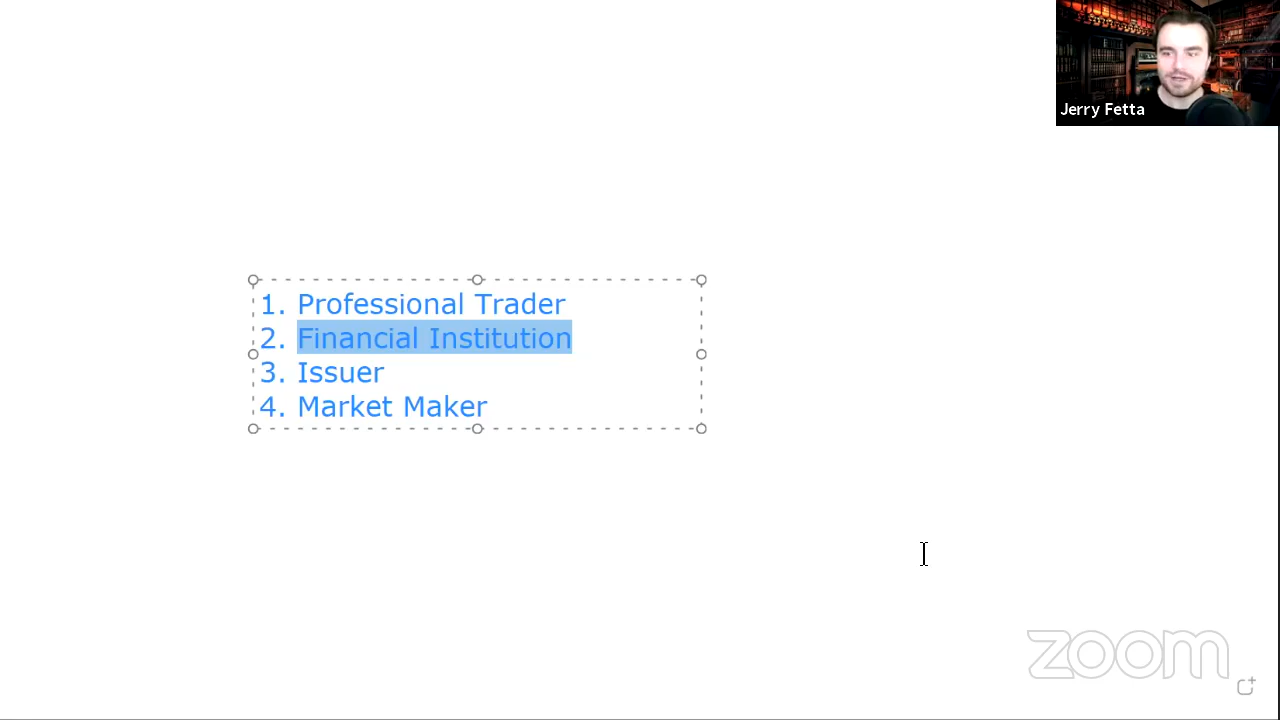 Jerry Fetta
1. Professional Trader
2. Financial Institution
3. Issuer
4. Market Maker
zoom